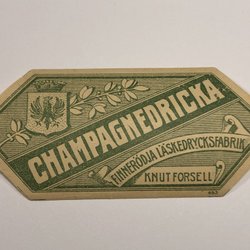 CHAMPAGNEDRICKA
FINNERÖDJA LÄSKEDRYCKSFABRIK
KNUT FORSELL